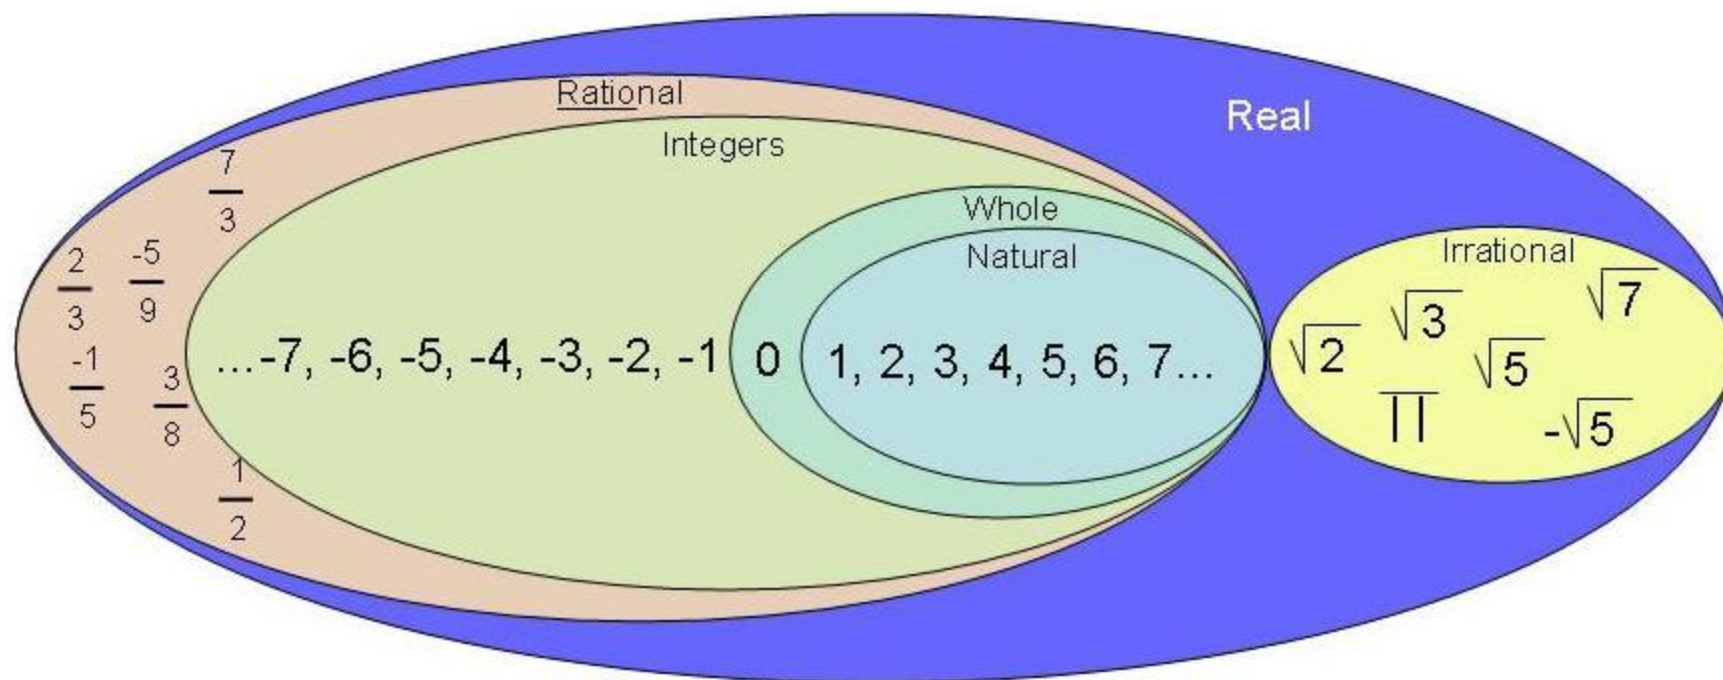 Rational
Real
Integers
7/3
Whole
Natural
Irrational
2/3
-5/9
√7
√3
...-7, -6, -5, -4, -3, -2, -1
0
1, 2, 3, 4, 5, 6, 7...
√2
√5
-1/5
3/8
∏
-√5
1/2